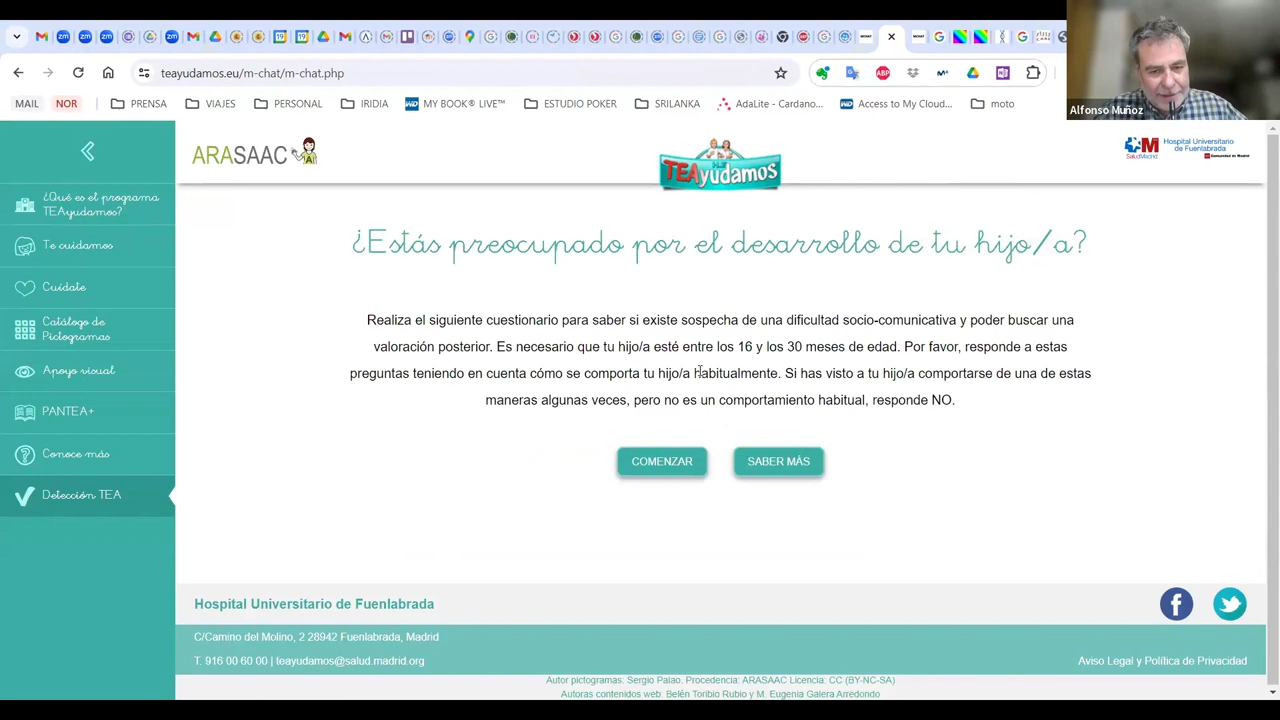 teayudamos.eu/m-chat/m-chat.php
MAIL
NOR
PRENSA
VIAJES
PERSONAL
IRIDIA
MY BOOK® LIVE™
ESTUDIO POKER
SRILANKA
AdaLite - Cardano...
Access to My Cloud...
moto
Alfonso Muñoz
ARASAAC
TEAyudamos
SaludMadrid
Hospital Universitario
de Fuenlabrada
Comunidad de Madrid
¿Qué es el programa
TEAyudamos?
Te cuidamos
Cuídate
Catálogo de
Pictogramas
Apoyo visual
PANTEA+
Conoce más
Detección TEA
¿Estás preocupado por el desarrollo de tu hijo/a?
Realiza el siguiente cuestionario para saber si existe sospecha de una dificultad socio-comunicativa y poder buscar una
valoración posterior. Es necesario que tu hijo/a esté entre los 16 y los 30 meses de edad. Por favor, responde a estas
preguntas teniendo en cuenta cómo se comporta tu hijo/a habitualmente. Si has visto a tu hijo/a comportarse de una de estas
maneras algunas veces, pero no es un comportamiento habitual, responde NO.
COMENZAR
SABER MÁS
Hospital Universitario de Fuenlabrada
C/Camino del Molino, 2 28942 Fuenlabrada, Madrid
T. 916 00 60 00 | teayudamos@salud.madrid.org
Aviso Legal y Política de Privacidad
Autor pictogramas: Sergio Palao. Procedencia: ARASAAC Licencia: CC (BY-NC-SA)
Autoras contenidos web: Belén Toribio Rubio y M. Eugenia Galera Arredondo